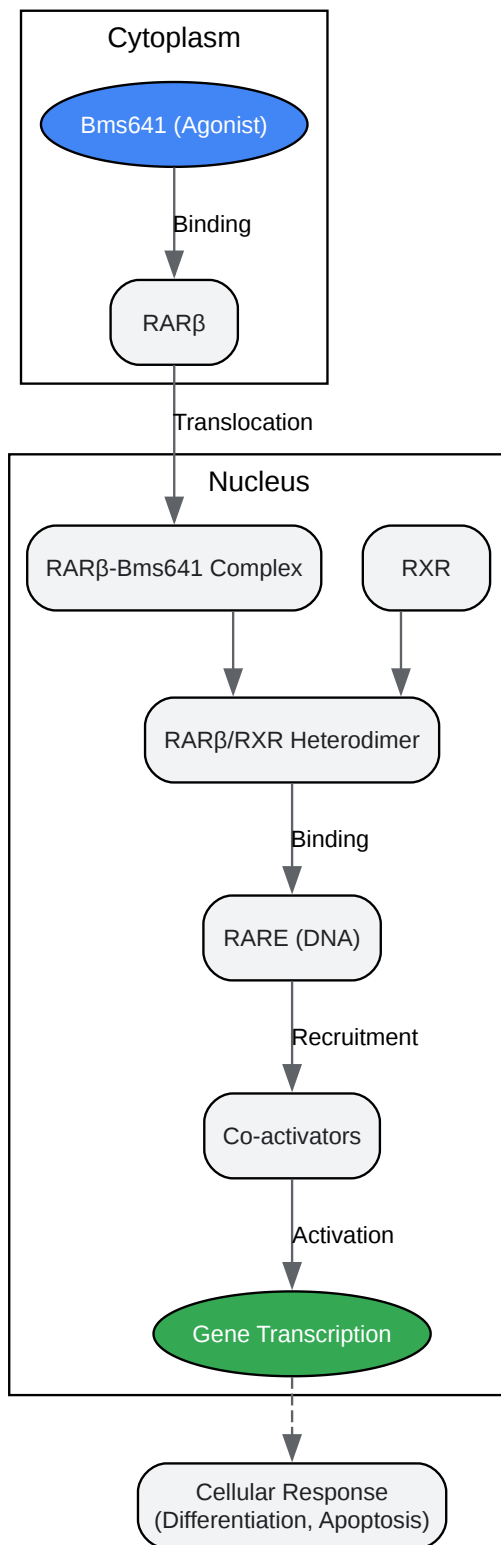 Cytoplasm
Bms641 (Agonist)
Binding
RARβ
Translocation
Nucleus
RARβ-Bms641 Complex
RXR
RARβ/RXR Heterodimer
Binding
RARE (DNA)
Recruitment
Co-activators
Activation
Gene Transcription
Cellular Response
(Differentiation, Apoptosis)